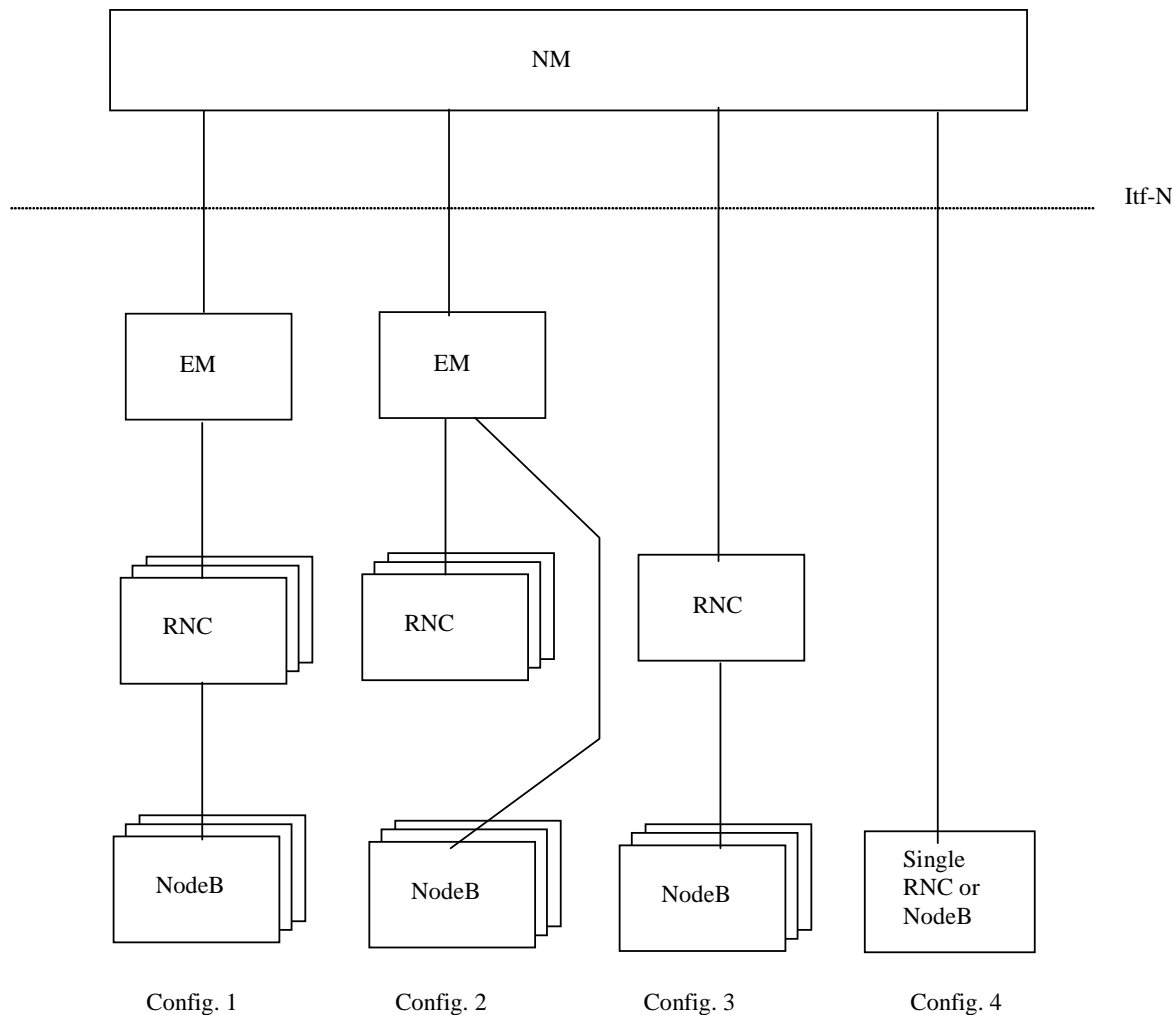 NM
Itf-N
EM
EM
RNC
RNC
RNC
NodeB
NodeB
NodeB
Single
RNC or
NodeB
Config. 1
Config. 2
Config. 3
Config. 4